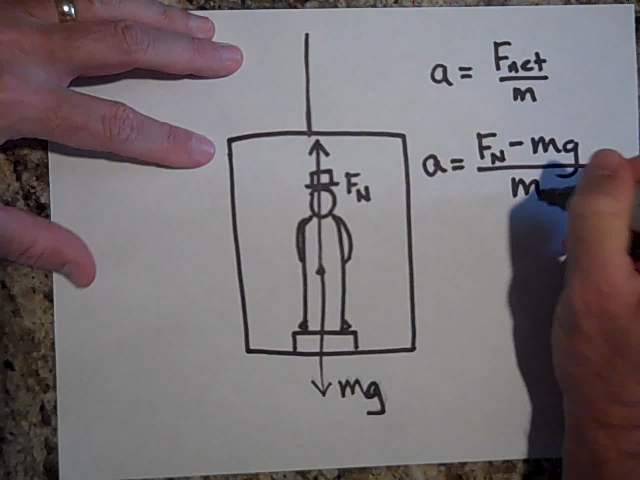 a = Fnet/m
a = FN - mg/m
FN
mg